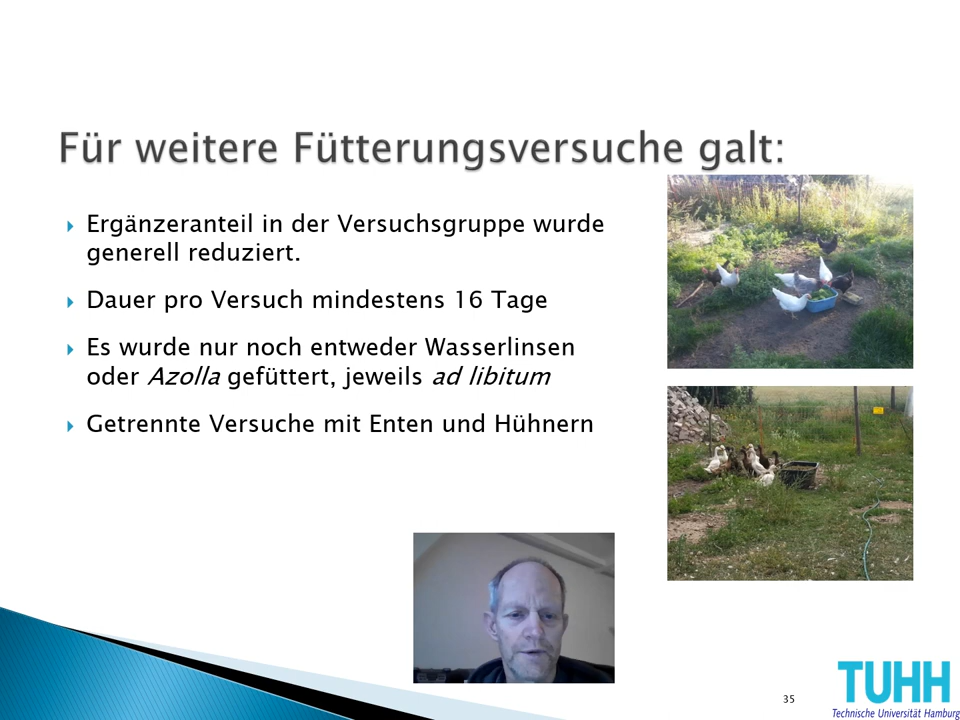 Für weitere Fütterungsversuche galt:
Ergänzeranteil in der Versuchsgruppe wurde
generell reduziert.
Dauer pro Versuch mindestens 16 Tage
Es wurde nur noch entweder Wasserlinsen
oder Azolla gefüttert, jeweils ad libitum
Getrennte Versuche mit Enten und Hühnern
35
TUHH
Technische Universität Hamburg